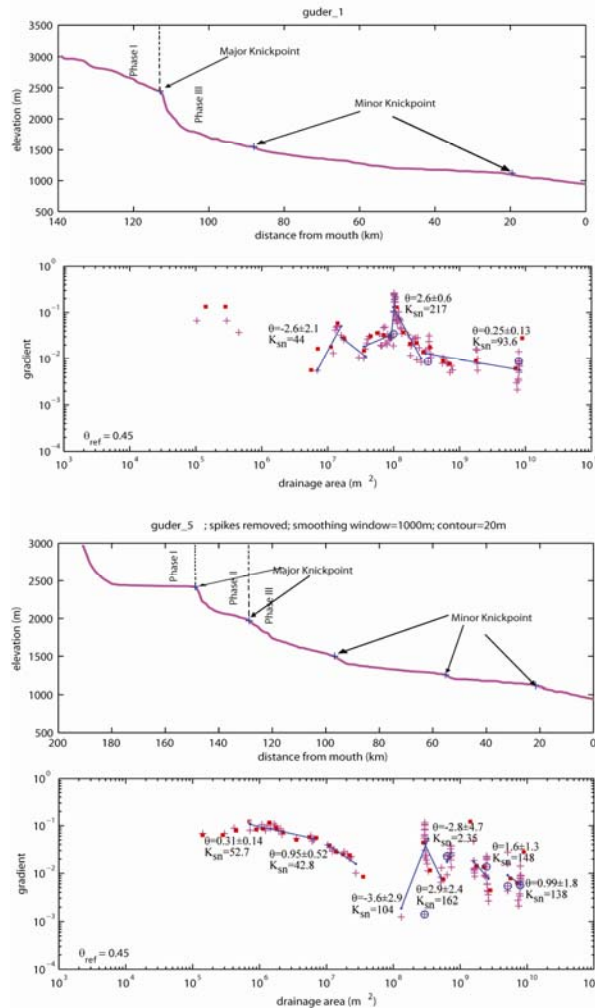 guder_1
3500
3000
2500
2000
1500
1000
500
elevation (m)
Phase I
Phase III
Major Knickpoint
Minor Knickpoint
140 120 100 80 60 40 20 0
distance from mouth (km)
10^0
10^-1
10^-2
10^-3
10^-4
gradient
θ=-2.6±2.1
K_sn=44
θ=2.6±0.6
K_sn=217
θ=0.25±0.13
K_sn=93.6
θ_ref = 0.45
10^3 10^4 10^5 10^6 10^7 10^8 10^9 10^10 10^11
drainage area (m^2)
guder_5 ; spikes removed; smoothing window=1000m; contour=20m
3000
2500
2000
1500
1000
500
elevation (m)
Phase I
Phase II
Phase III
Major Knickpoint
Minor Knickpoint
200 180 160 140 120 100 80 60 40 20 0
distance from mouth (km)
10^0
10^-1
10^-2
10^-3
10^-4
gradient
θ=0.31±0.14
K_sn=52.7
θ=0.95±0.52
K_sn=42.8
θ=-3.6±2.9
K_sn=104
θ=-2.8±4.7
K_sn=2.35
θ=2.9±2.4
K_sn=162
θ=1.6±1.3
K_sn=148
θ=0.99±1.8
K_sn=138
θ_ref = 0.45
10^3 10^4 10^5 10^6 10^7 10^8 10^9 10^10 10^11
drainage area (m^2)